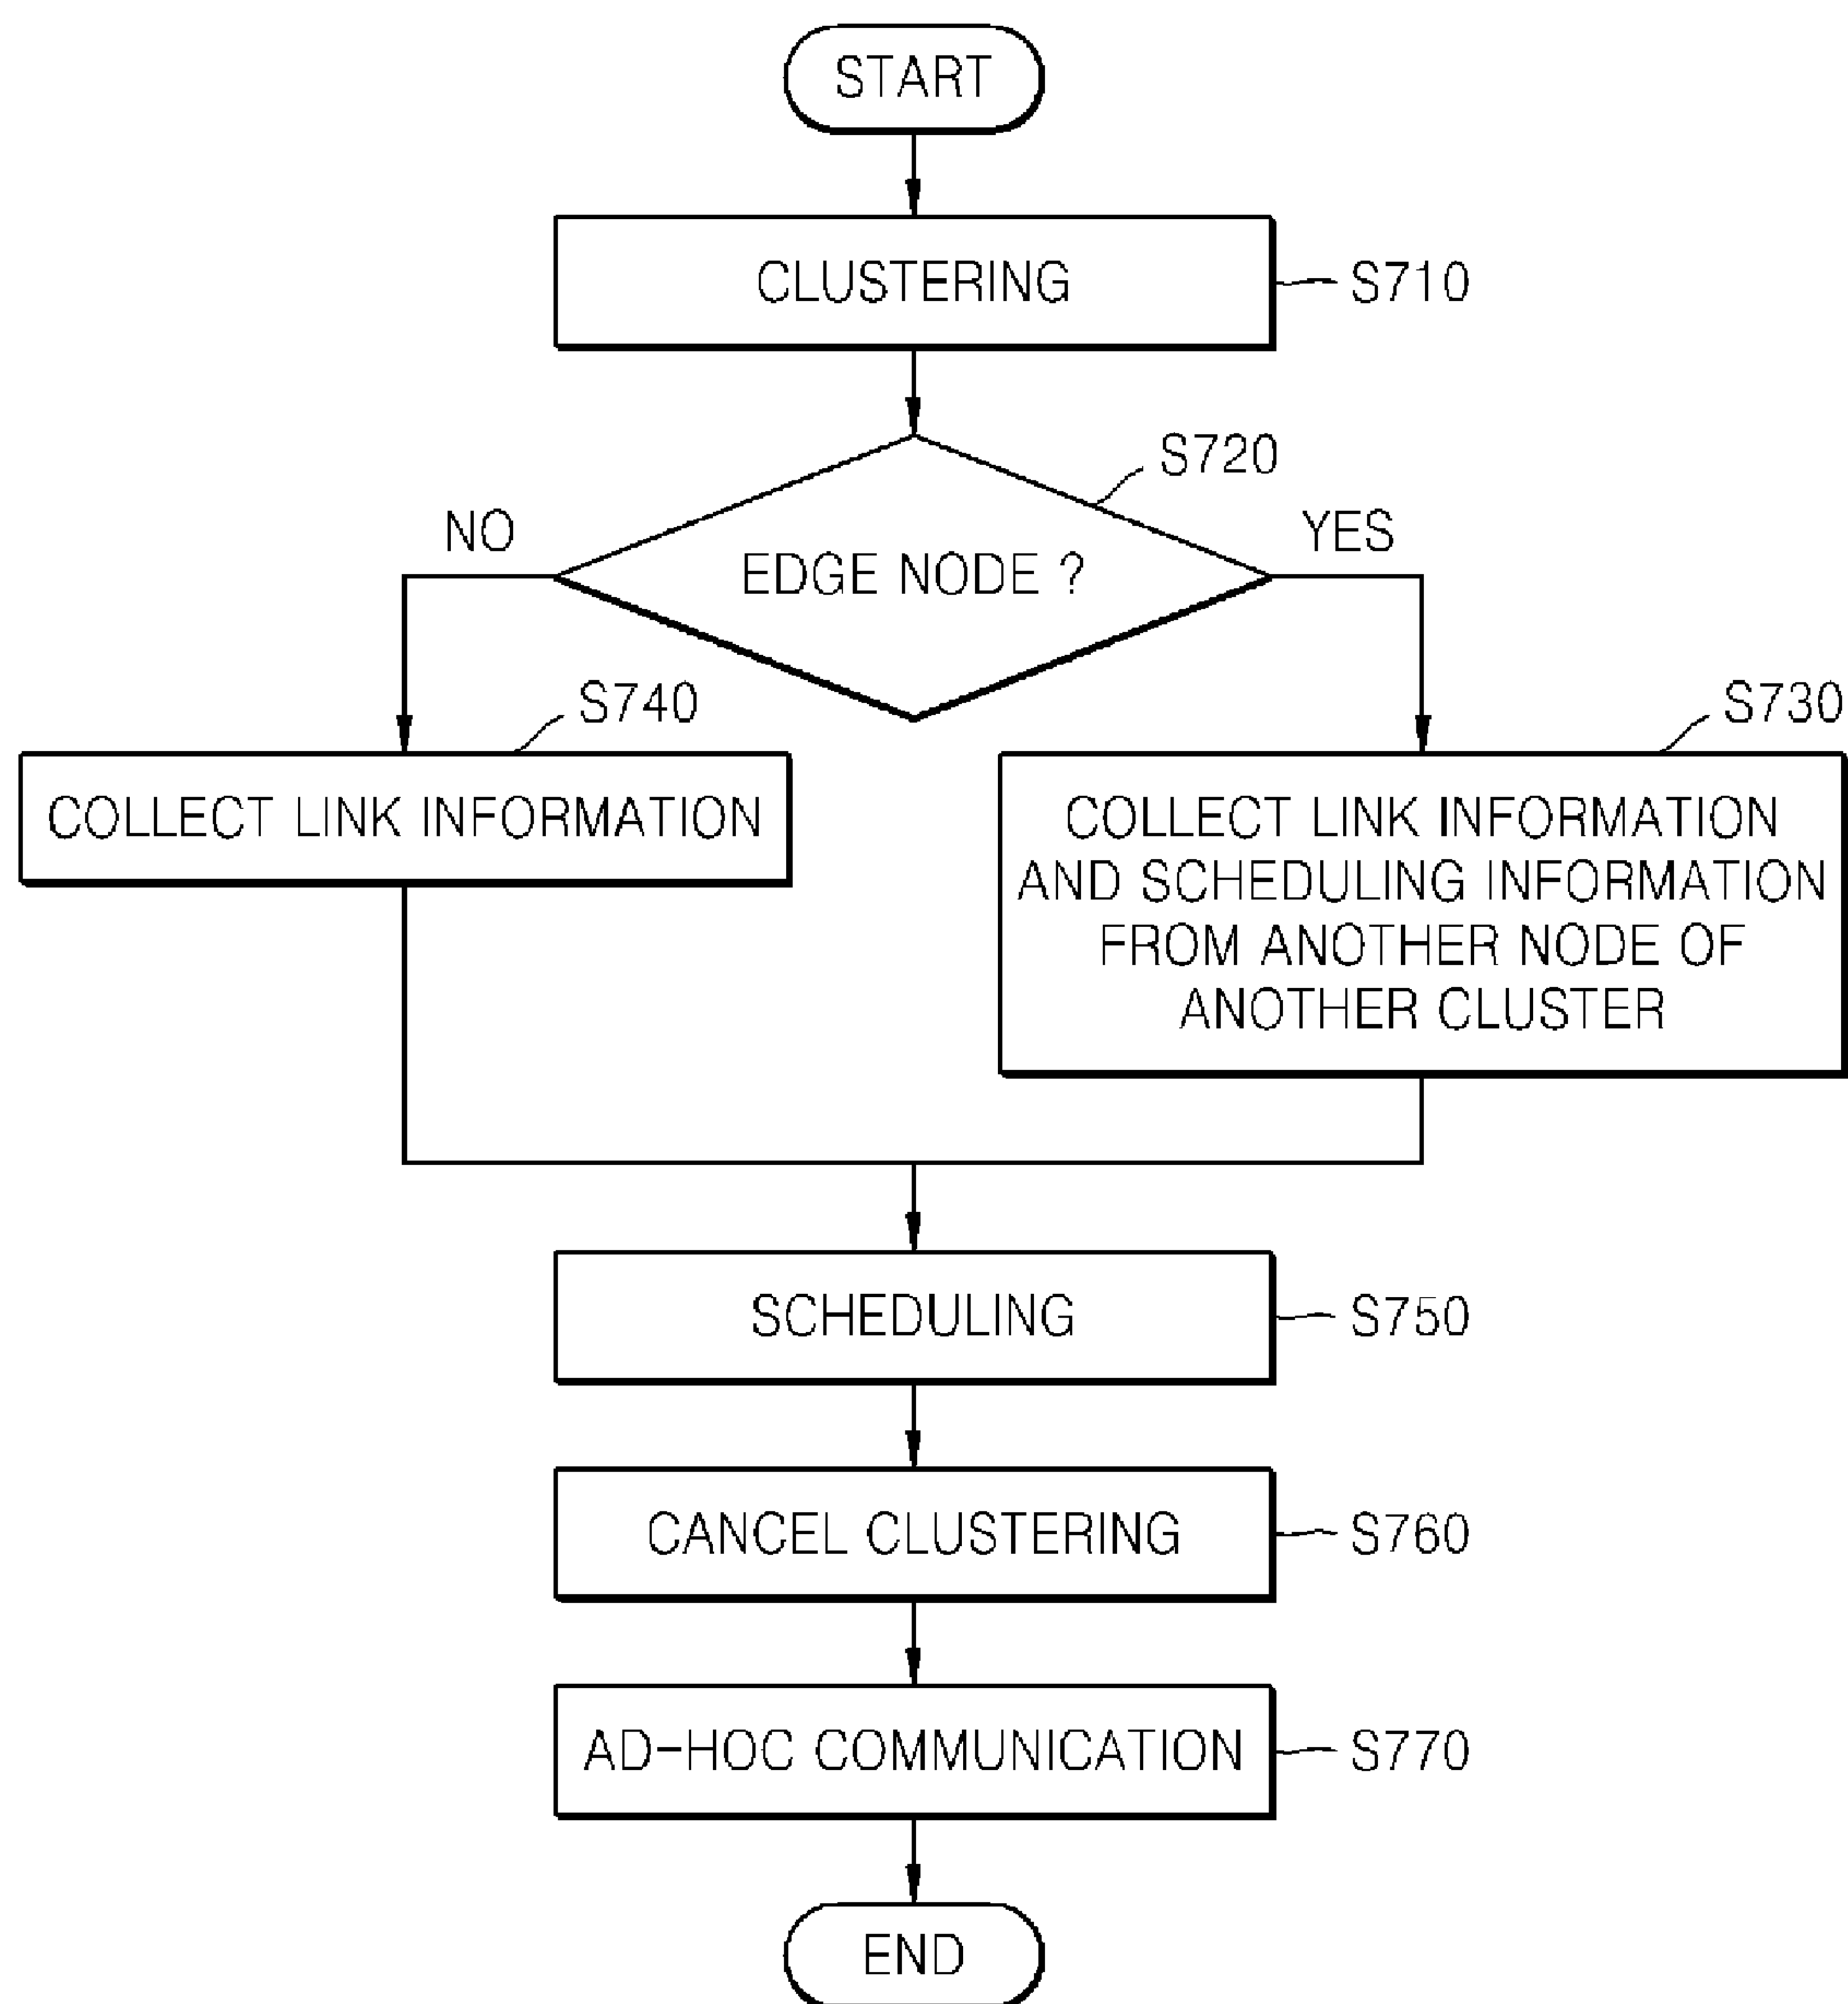 START
CLUSTERING
S710
S720
NO
YES
EDGE NODE ?
S740
S730
COLLECT LINK INFORMATION
COLLECT LINK INFORMATION
AND SCHEDULING INFORMATION
FROM ANOTHER NODE OF
ANOTHER CLUSTER
SCHEDULING
S750
CANCEL CLUSTERING
S760
AD-HOC COMMUNICATION
S770
END